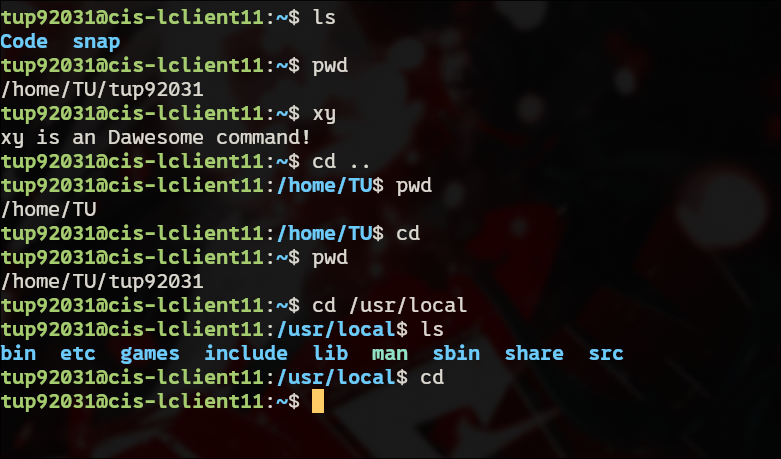 tup92031@cis-lclient11:~$ ls
Code  snap
tup92031@cis-lclient11:~$ pwd
/home/TU/tup92031
tup92031@cis-lclient11:~$ xy
xy is an Dawesome command!
tup92031@cis-lclient11:~$ cd ..
tup92031@cis-lclient11:/home/TU$ pwd
/home/TU
tup92031@cis-lclient11:/home/TU$ cd
tup92031@cis-lclient11:~$ pwd
/home/TU/tup92031
tup92031@cis-lclient11:~$ cd /usr/local
tup92031@cis-lclient11:/usr/local$ ls
bin  etc  games  include  lib  man  sbin  share  src
tup92031@cis-lclient11:/usr/local$ cd
tup92031@cis-lclient11:~$